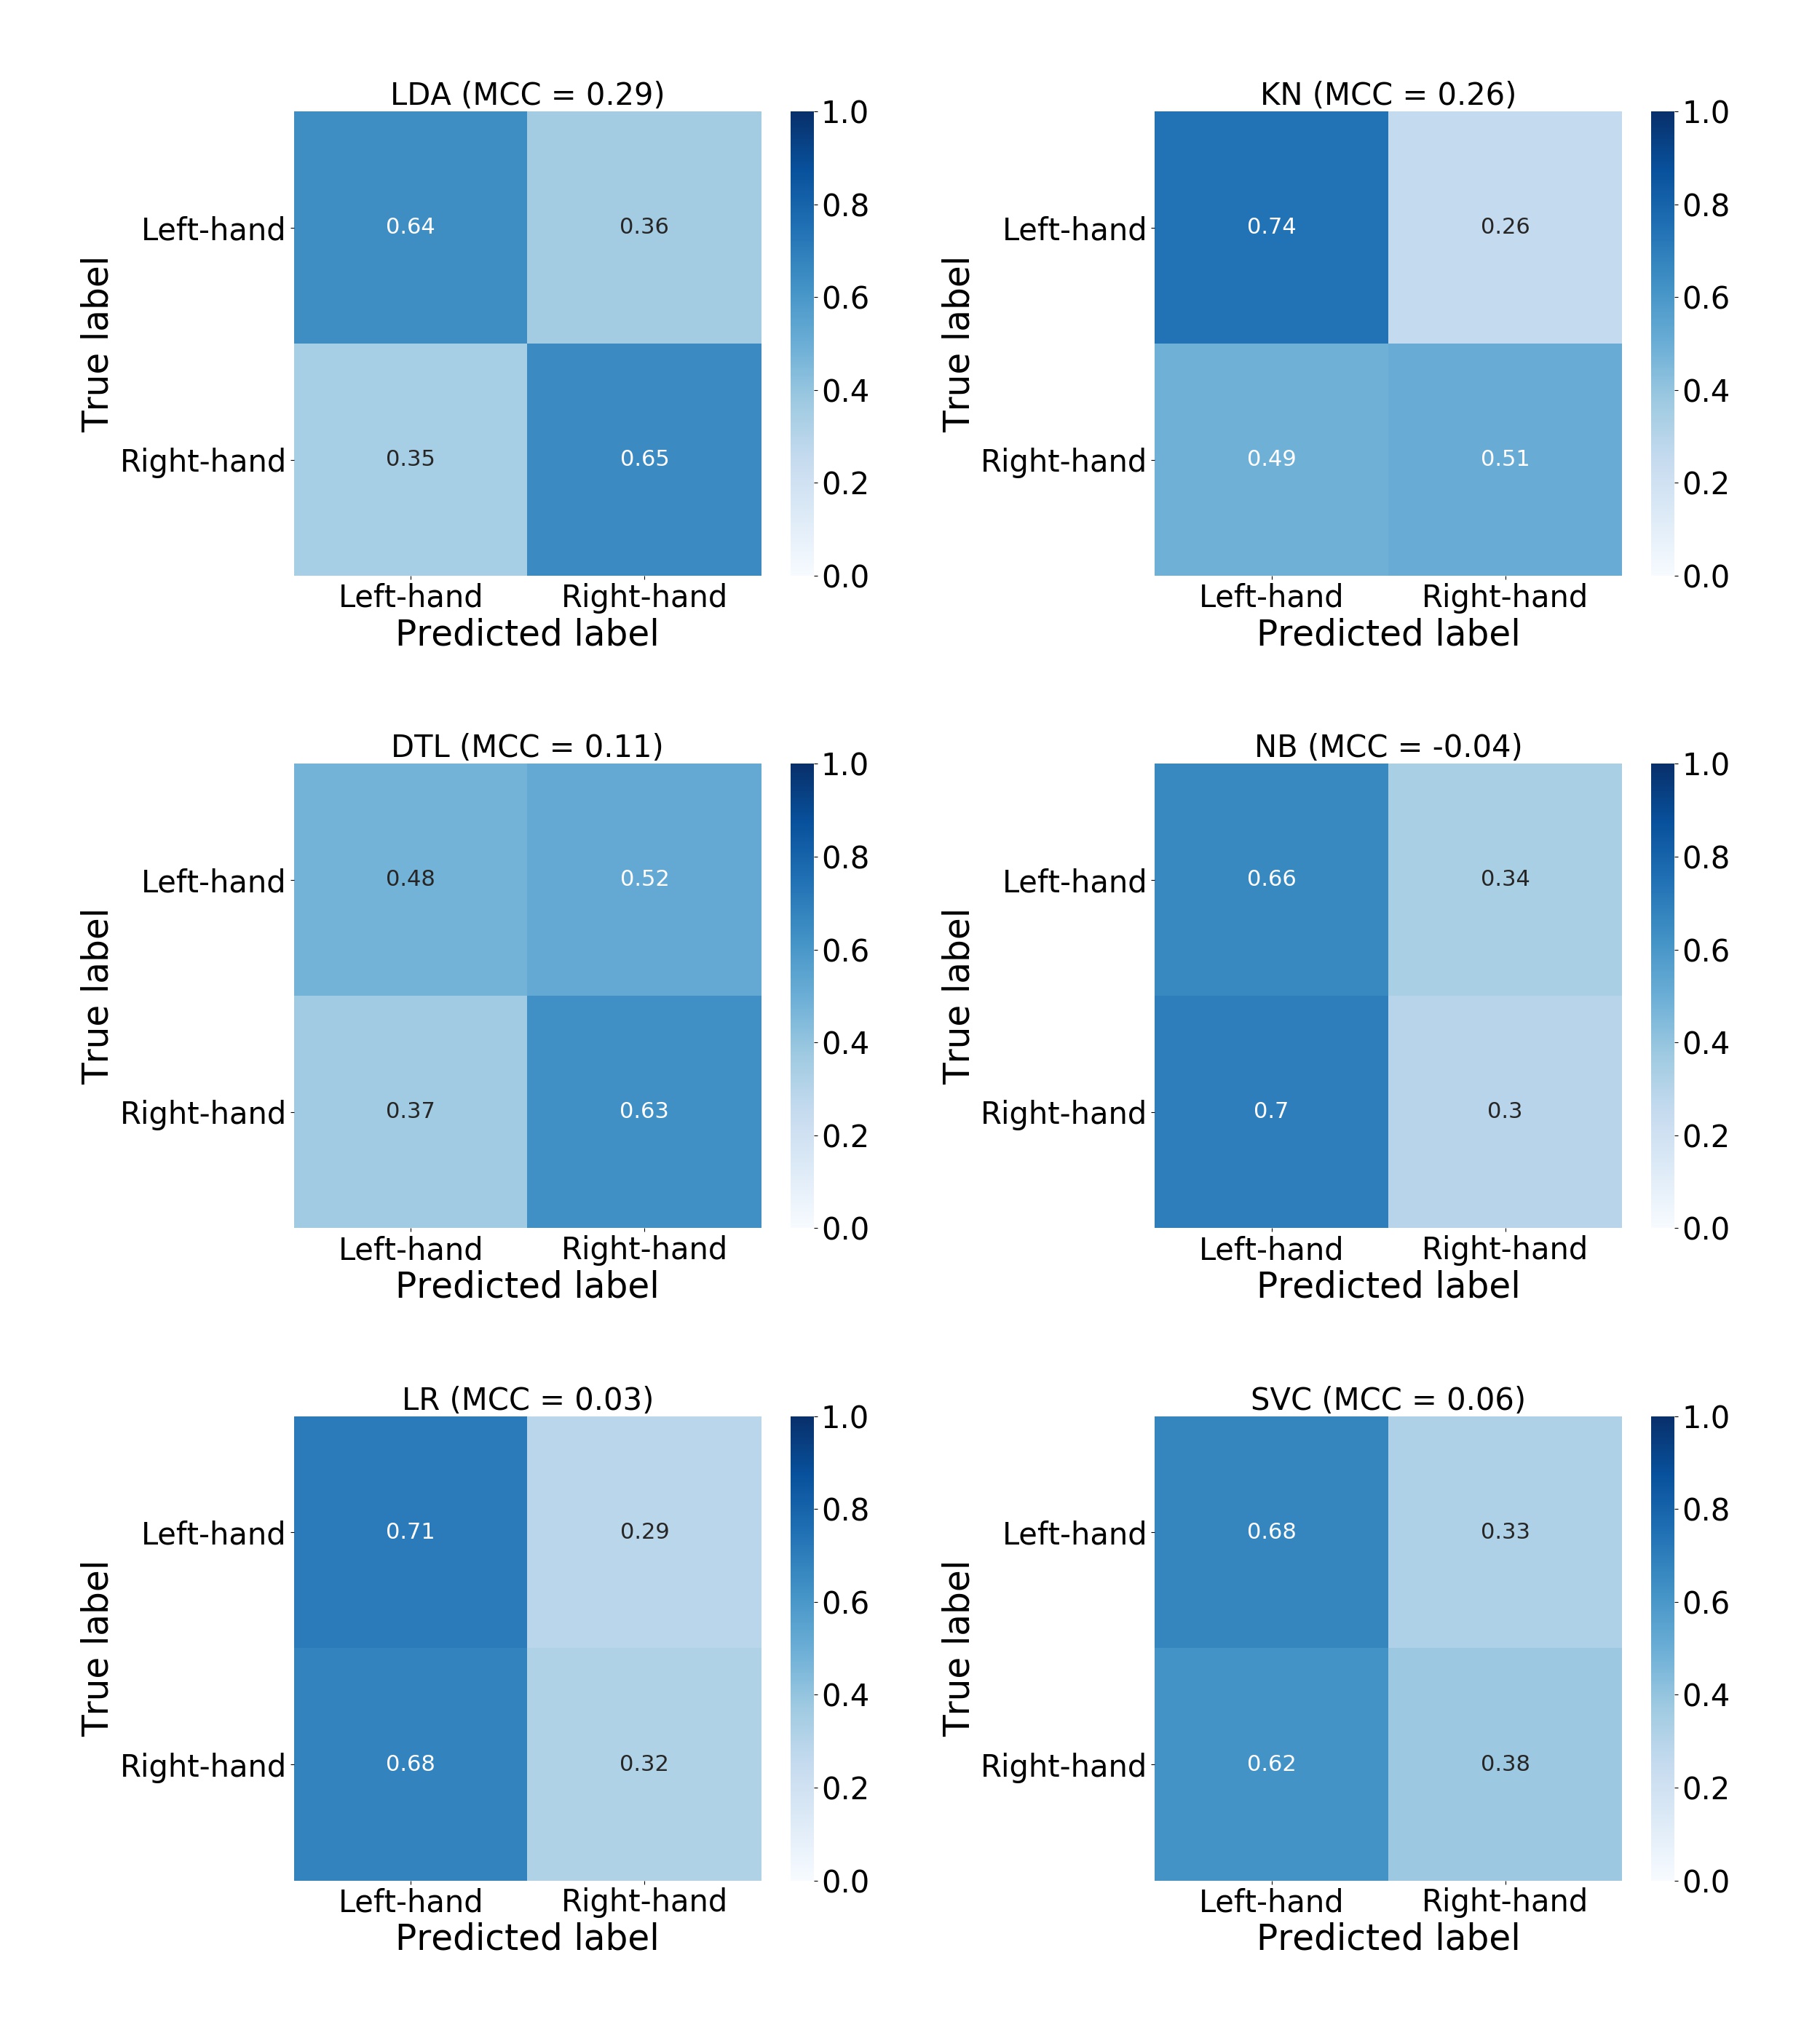 LDA (MCC = 0.29)
True label
Left-hand
Right-hand
0.64 0.36
0.35 0.65
Left-hand Right-hand
Predicted label
1.0
0.8
0.6
0.4
0.2
0.0
KN (MCC = 0.26)
True label
Left-hand
Right-hand
0.74 0.26
0.49 0.51
Left-hand Right-hand
Predicted label
1.0
0.8
0.6
0.4
0.2
0.0
DTL (MCC = 0.11)
True label
Left-hand
Right-hand
0.48 0.52
0.37 0.63
Left-hand Right-hand
Predicted label
1.0
0.8
0.6
0.4
0.2
0.0
NB (MCC = -0.04)
True label
Left-hand
Right-hand
0.66 0.34
0.7 0.3
Left-hand Right-hand
Predicted label
1.0
0.8
0.6
0.4
0.2
0.0
LR (MCC = 0.03)
True label
Left-hand
Right-hand
0.71 0.29
0.68 0.32
Left-hand Right-hand
Predicted label
1.0
0.8
0.6
0.4
0.2
0.0
SVC (MCC = 0.06)
True label
Left-hand
Right-hand
0.68 0.33
0.62 0.38
Left-hand Right-hand
Predicted label
1.0
0.8
0.6
0.4
0.2
0.0